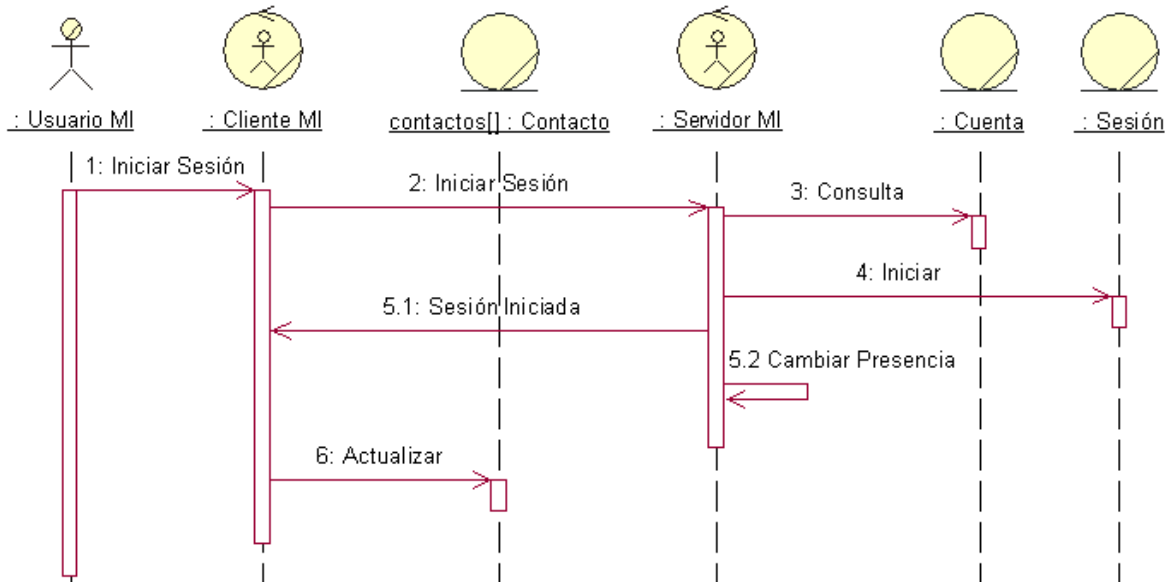 : Usuario MI
: Cliente MI
contactos[] : Contacto
: Servidor MI
: Cuenta
: Sesión
1: Iniciar Sesión
2: Iniciar Sesión
3: Consulta
4: Iniciar
5.1: Sesión Iniciada
5.2 Cambiar Presencia
6: Actualizar